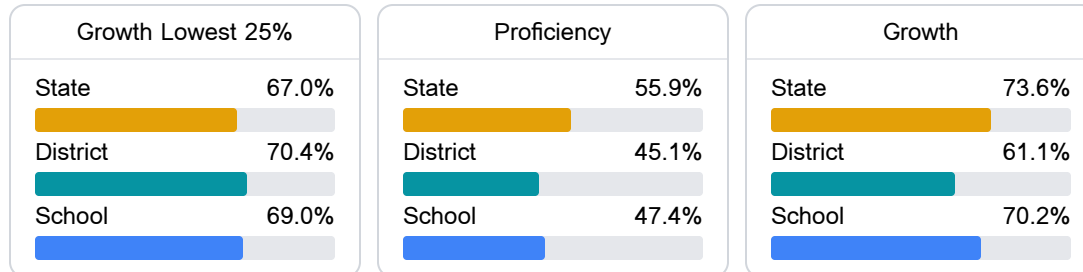 Growth Lowest 25%
State 67.0%
District 70.4%
School 69.0%
Proficiency
State 55.9%
District 45.1%
School 47.4%
Growth
State 73.6%
District 61.1%
School 70.2%